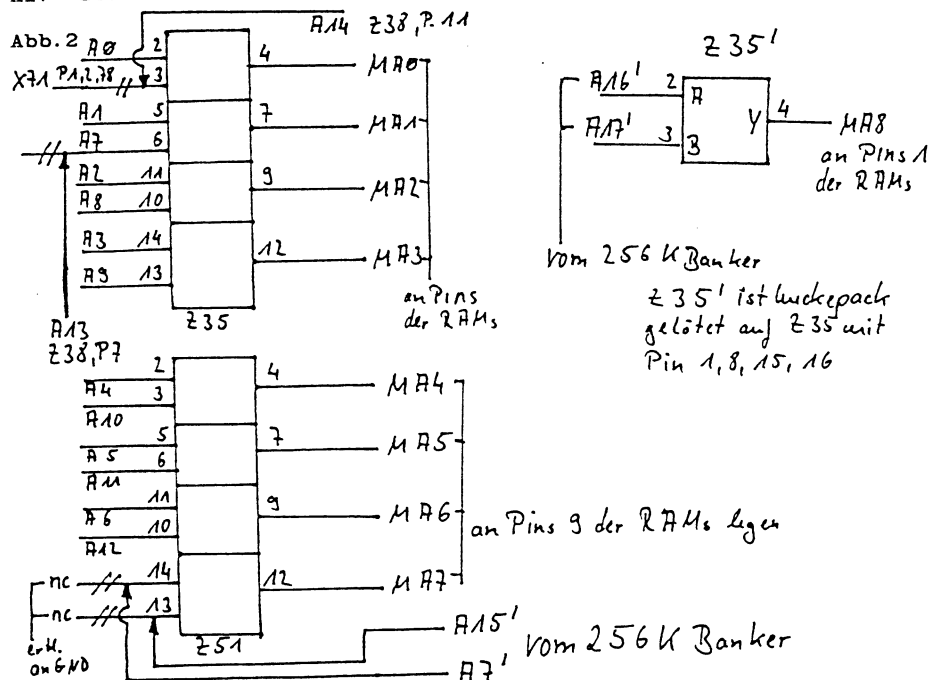 A14 Z38, P.11
Abb.2
AØ 2
X71 P1,2,78 3
4 MAØ
A1 5
A7 6
7 MA1
A2 11
A8 10
9 MA2
A3 14
A9 13
12 MA3
an Pins
der RAMs
Z35
A13
Z38, P7
Z35'
A16' 2 A
A17' 3 B
Y 4 MA8
an Pins 1
der RAMs
vom 256 K Banker
Z35' ist huckepack
gelötet auf Z35 mit
Pin 1, 8, 15, 16
A4 2
A10 3
4 MA4
A5 5
A11 6
7 MA5
A6 11
A12 10
9 MA6
an Pins 9 der RAMs legen
nc 14
nc 13
12 MA7
an GND
Z51
A15'
vom 256 K Banker
A7'